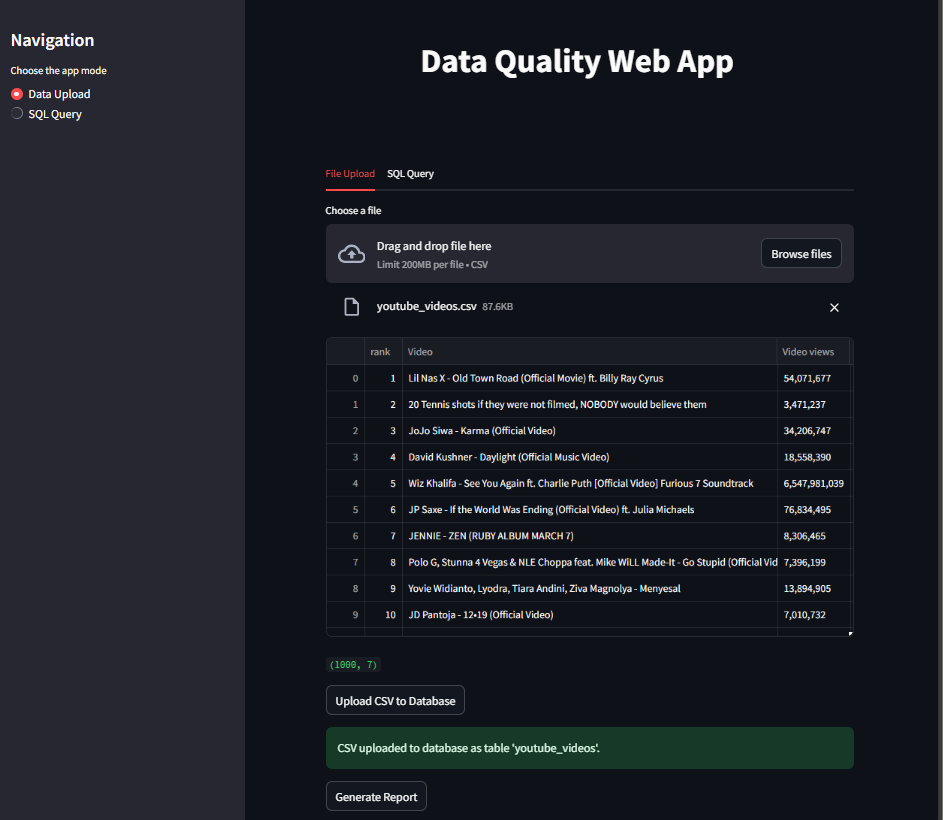 Navigation
Choose the app mode
Data Upload
SQL Query
Data Quality Web App
File Upload SQL Query
Choose a file
Drag and drop file here
Limit 200MB per file • CSV
Browse files
youtube_videos.csv 87.6KB
rank Video Video views
0 1 Lil Nas X - Old Town Road (Official Movie) ft. Billy Ray Cyrus 54,071,677
1 2 20 Tennis shots if they were not filmed, NOBODY would believe them 3,471,237
2 3 JoJo Siwa - Karma (Official Video) 34,206,747
3 4 David Kushner - Daylight (Official Music Video) 18,558,390
4 5 Wiz Khalifa - See You Again ft. Charlie Puth [Official Video] Furious 7 Soundtrack 6,547,981,039
5 6 JP Saxe - If the World Was Ending (Official Video) ft. Julia Michaels 76,834,495
6 7 JENNIE - ZEN (RUBY ALBUM MARCH 7) 8,306,465
7 8 Polo G, Stunna 4 Vegas & NLE Choppa feat. Mike WiLL Made-It - Go Stupid (Official Vid 7,396,199
8 9 Yovie Widianto, Lyodra, Tiara Andini, Ziva Magnolya - Menyesal 13,894,905
9 10 JD Pantoja - 12•19 (Official Video) 7,010,732
(1000, 7)
Upload CSV to Database
CSV uploaded to database as table 'youtube_videos'.
Generate Report